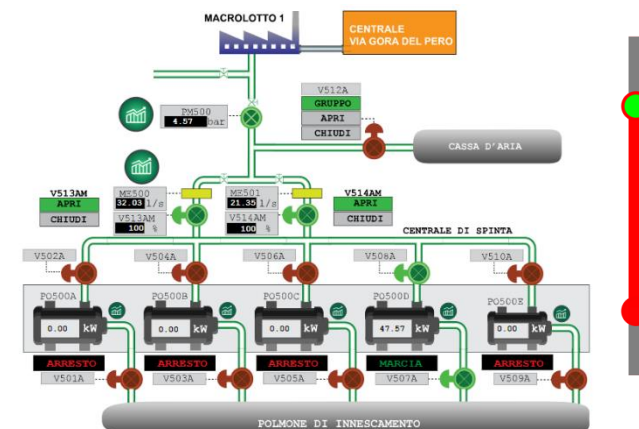 MACROLOTTO 1
CENTRALE
VIA GORA DEL PERO
V512A
GRUPPO
APRI
CHIUDI
PM500
4.57 bar
CASSA D'ARIA
V513AM
APRI
CHIUDI
ME500
32.03 l/s
V513AM
100 %
ME501
21.35 l/s
V514AM
100 %
V514AM
APRI
CHIUDI
CENTRALE DI SPINTA
V502A
V504A
V506A
V508A
V510A
PO500A
PO500B
PO500C
PO500D
PO500E
0.00 kW
0.00 kW
0.00 kW
47.57 kW
0.00 kW
ARRESTO
ARRESTO
ARRESTO
MARCIA
ARRESTO
V501A
V503A
V505A
V507A
V509A
POLMONE DI INNESCAMENTO